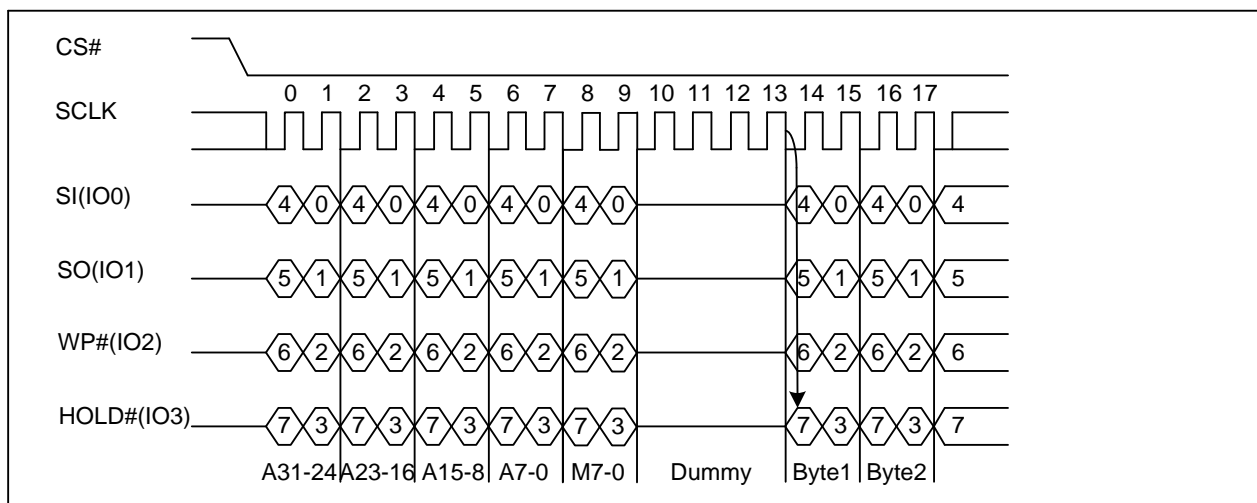 CS#
0 1 2 3 4 5 6 7 8 9 10 11 12 13 14 15 16 17
SCLK
SI(IO0) 4 0 4 0 4 0 4 0 4 0 4 0 4 0 4
SO(IO1) 5 1 5 1 5 1 5 1 5 1 5 1 5 1 5
WP#(IO2) 6 2 6 2 6 2 6 2 6 2 6 2 6 2 6
HOLD#(IO3) 7 3 7 3 7 3 7 3 7 3 7 3 7 3 7
A31-24 A23-16 A15-8 A7-0 M7-0 Dummy Byte1 Byte2